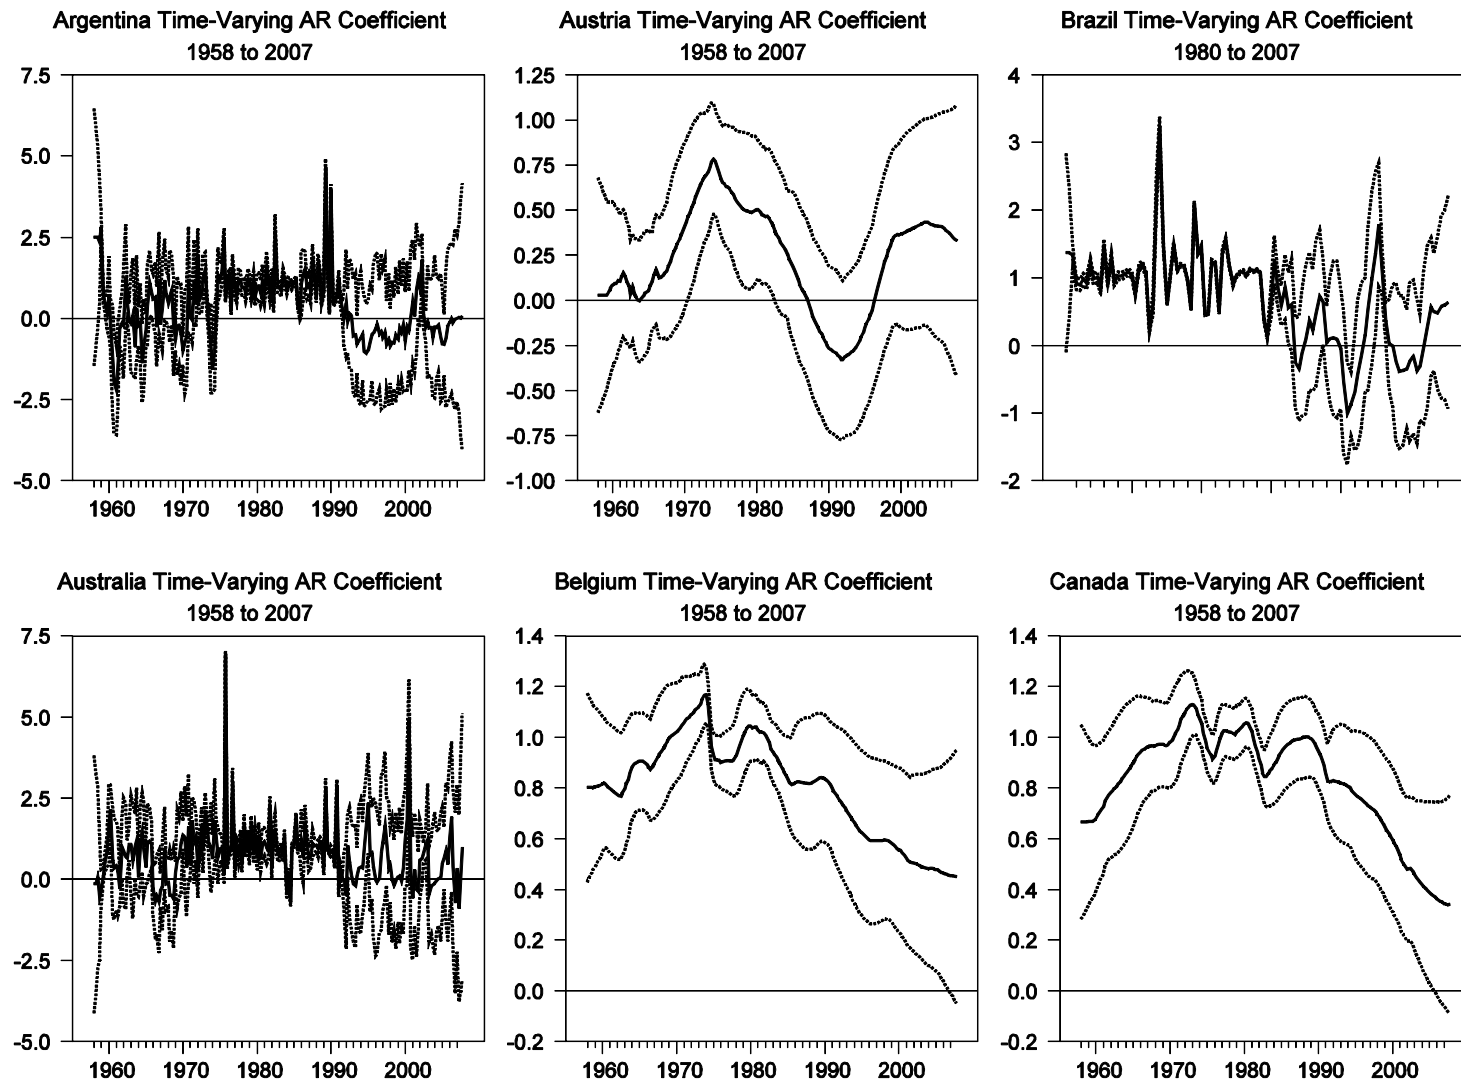 Argentina Time-Varying AR Coefficient
1958 to 2007
7.5
5.0
2.5
0.0
-2.5
-5.0
1960 1970 1980 1990 2000
Austria Time-Varying AR Coefficient
1958 to 2007
1.25
1.00
0.75
0.50
0.25
0.00
-0.25
-0.50
-0.75
-1.00
1960 1970 1980 1990 2000
Brazil Time-Varying AR Coefficient
1980 to 2007
4
3
2
1
0
-1
-2
Australia Time-Varying AR Coefficient
1958 to 2007
7.5
5.0
2.5
0.0
-2.5
-5.0
1960 1970 1980 1990 2000
Belgium Time-Varying AR Coefficient
1958 to 2007
1.4
1.2
1.0
0.8
0.6
0.4
0.2
0.0
-0.2
1960 1970 1980 1990 2000
Canada Time-Varying AR Coefficient
1958 to 2007
1.4
1.2
1.0
0.8
0.6
0.4
0.2
0.0
-0.2
1960 1970 1980 1990 2000